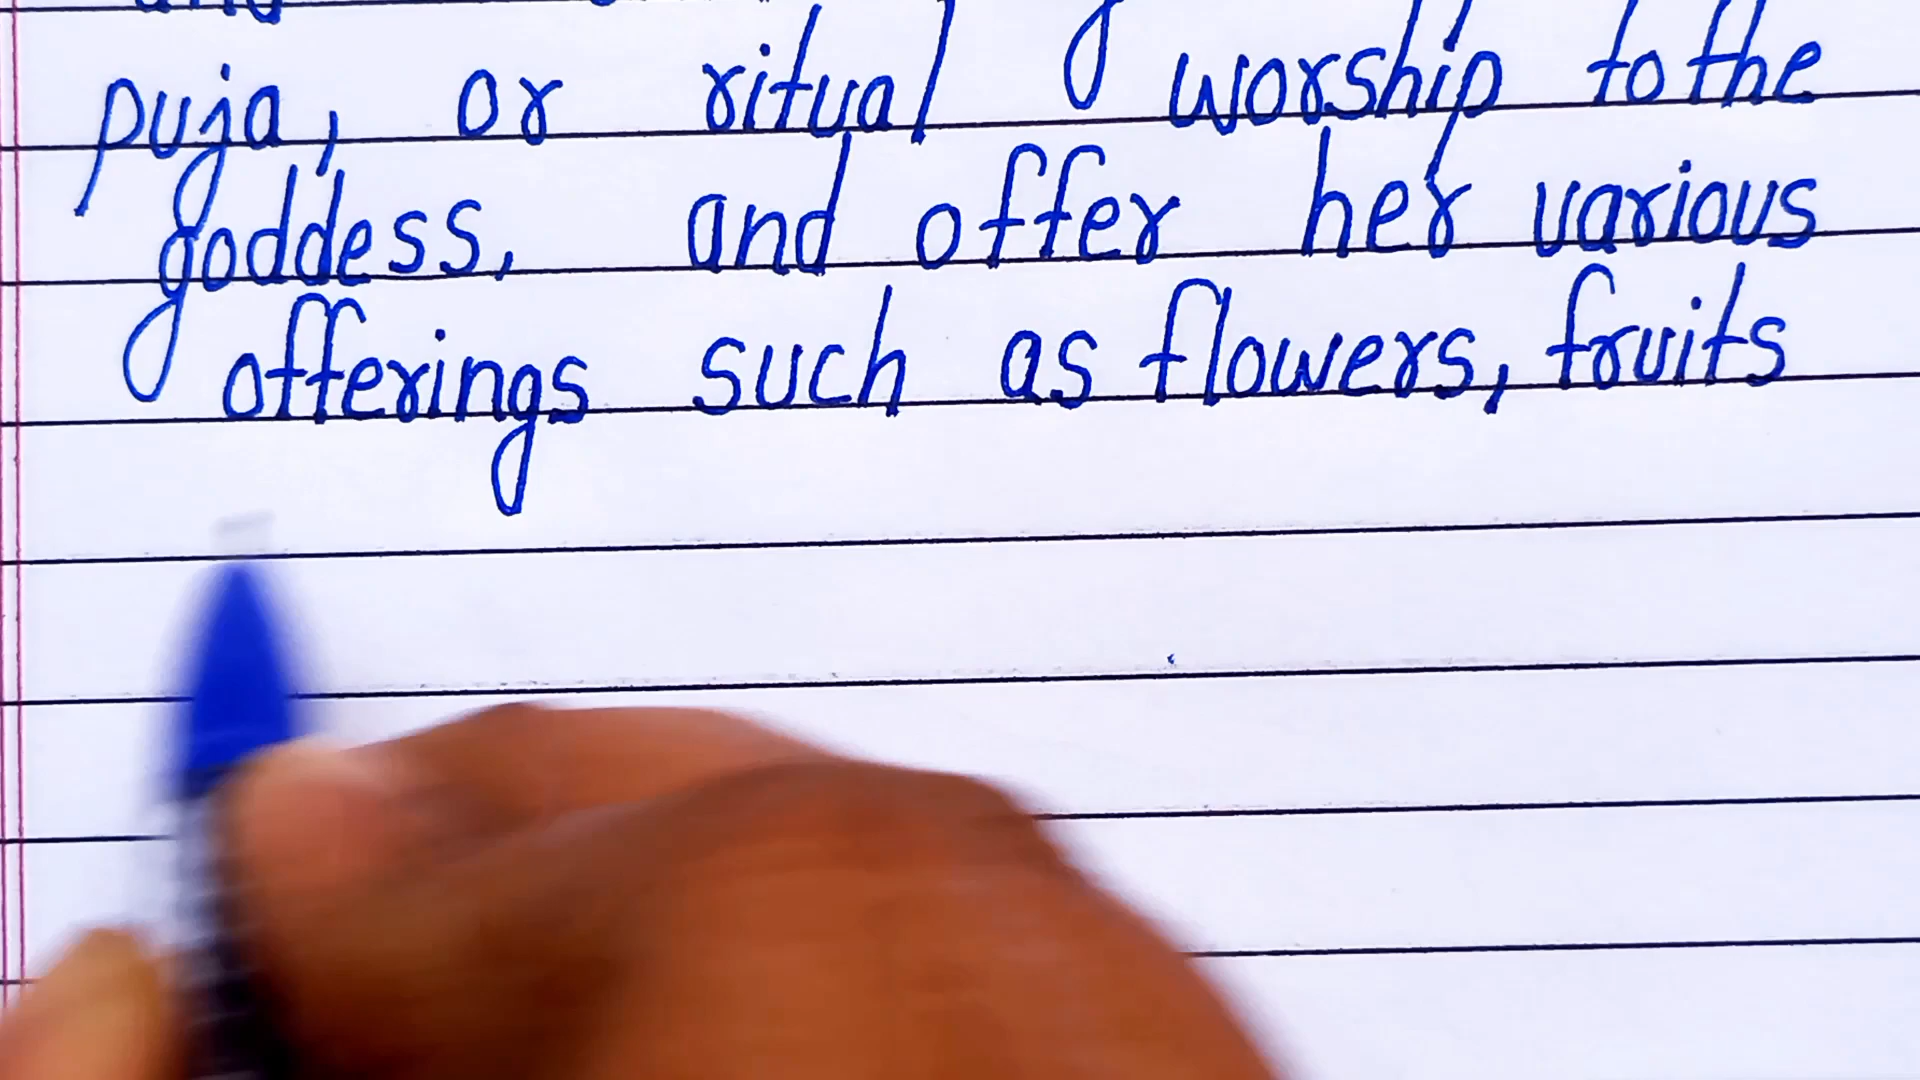 puja, or ritual worship to the
goddess, and offer her various
offerings such as flowers, fruits